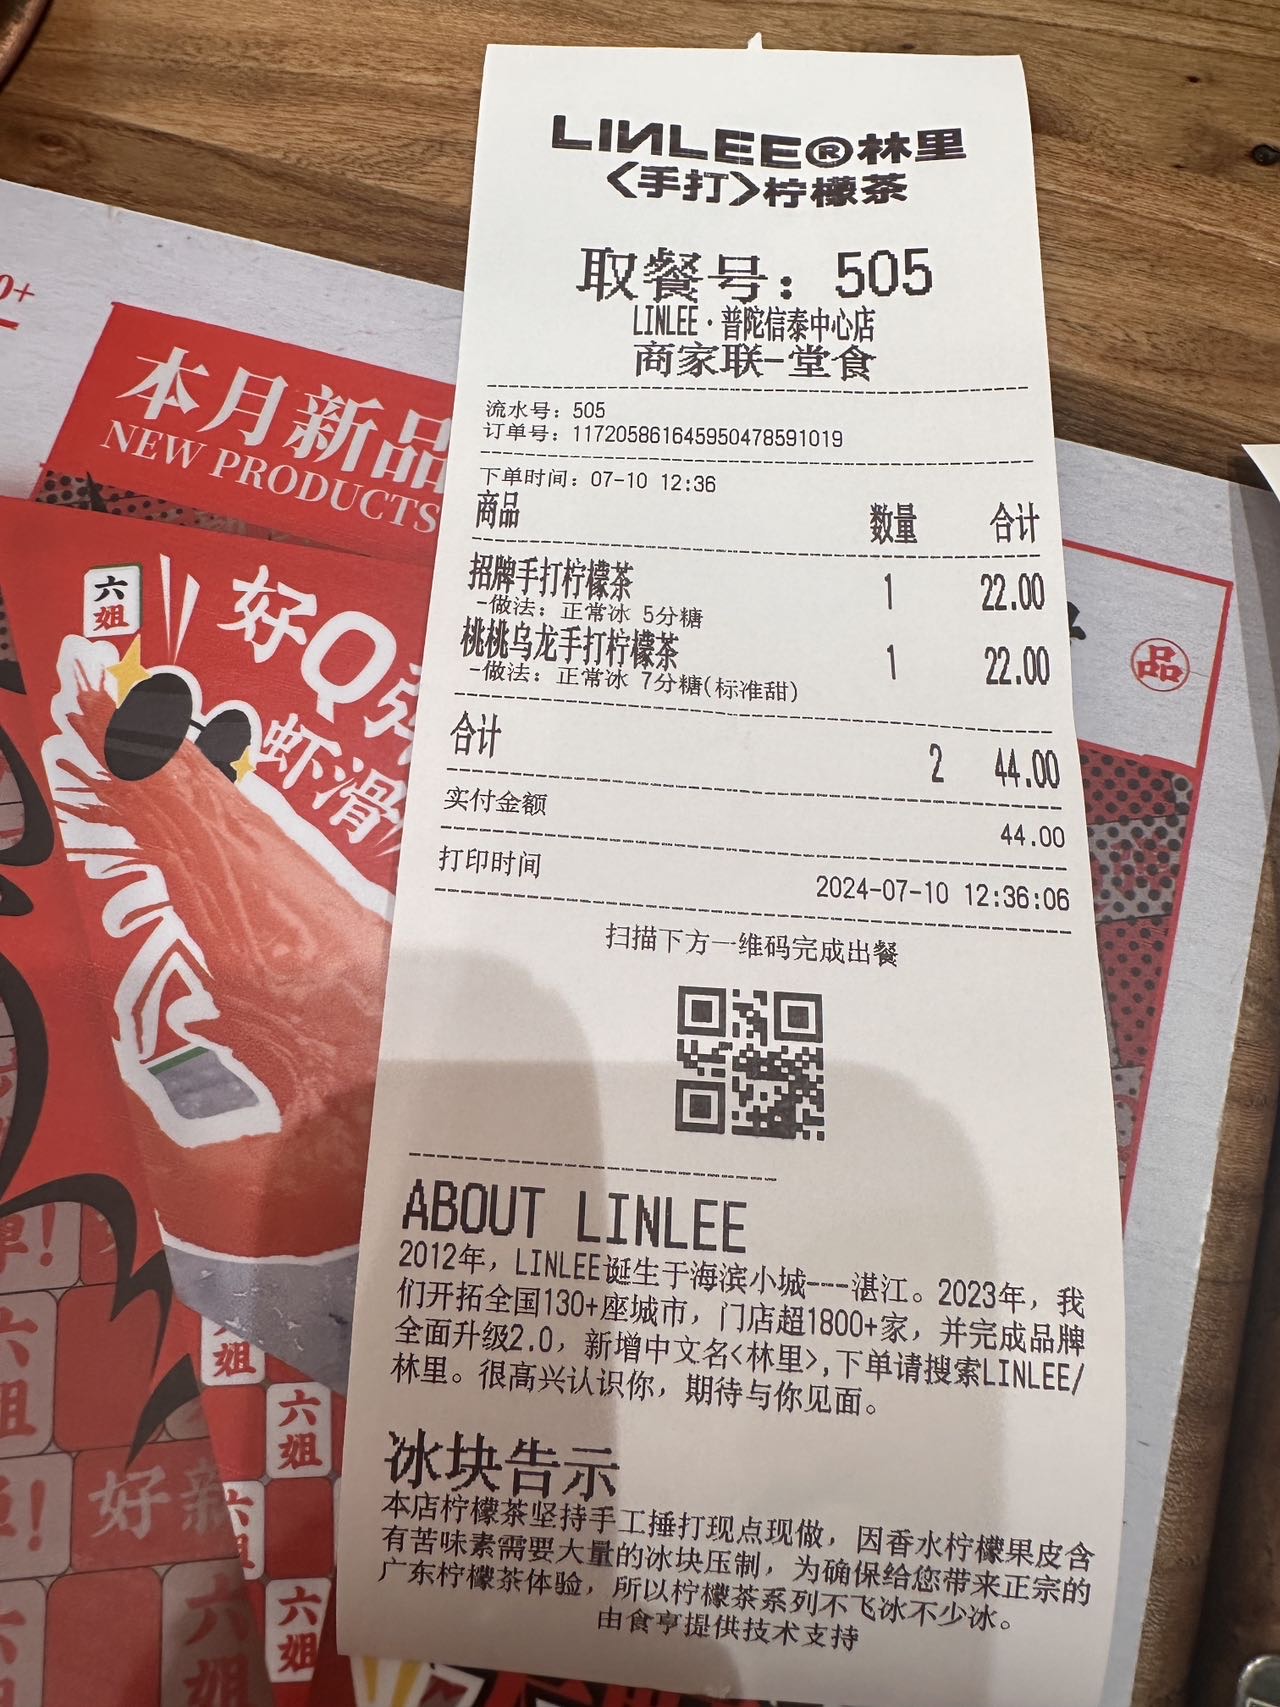 LINLEE®林里
<手打>柠檬茶
取餐号: 505
LINLEE·普陀信泰中心店
商家联-堂食
流水号: 505
订单号: 117205861645950478591019
下单时间: 07-10 12:36
商品 数量 合计
招牌手打柠檬茶 1 22.00
-做法: 正常冰 5分糖
桃桃乌龙手打柠檬茶 1 22.00
-做法: 正常冰 7分糖(标准甜)
合计 2 44.00
实付金额 44.00
打印时间 2024-07-10 12:36:06
扫描下方一维码完成出餐
ABOUT LINLEE
2012年, LINLEE诞生于海滨小城---湛江。2023年, 我
们开拓全国130+座城市, 门店超1800+家, 并完成品牌
全面升级2.0, 新增中文名<林里>,下单请搜索LINLEE/
林里。很高兴认识你, 期待与你见面。
冰块告示
本店柠檬茶坚持手工捶打现点现做, 因香水柠檬果皮含
有苦味素需要大量的冰块压制, 为确保给您带来正宗的
广东柠檬茶体验, 所以柠檬茶系列不飞冰不少冰。
由食亨提供技术支持
0+
本月新品
NEW PRODUCTS
六姐
好Q弹
虾滑
品
单!
六姐
六姐
六姐
好新
六姐
六姐